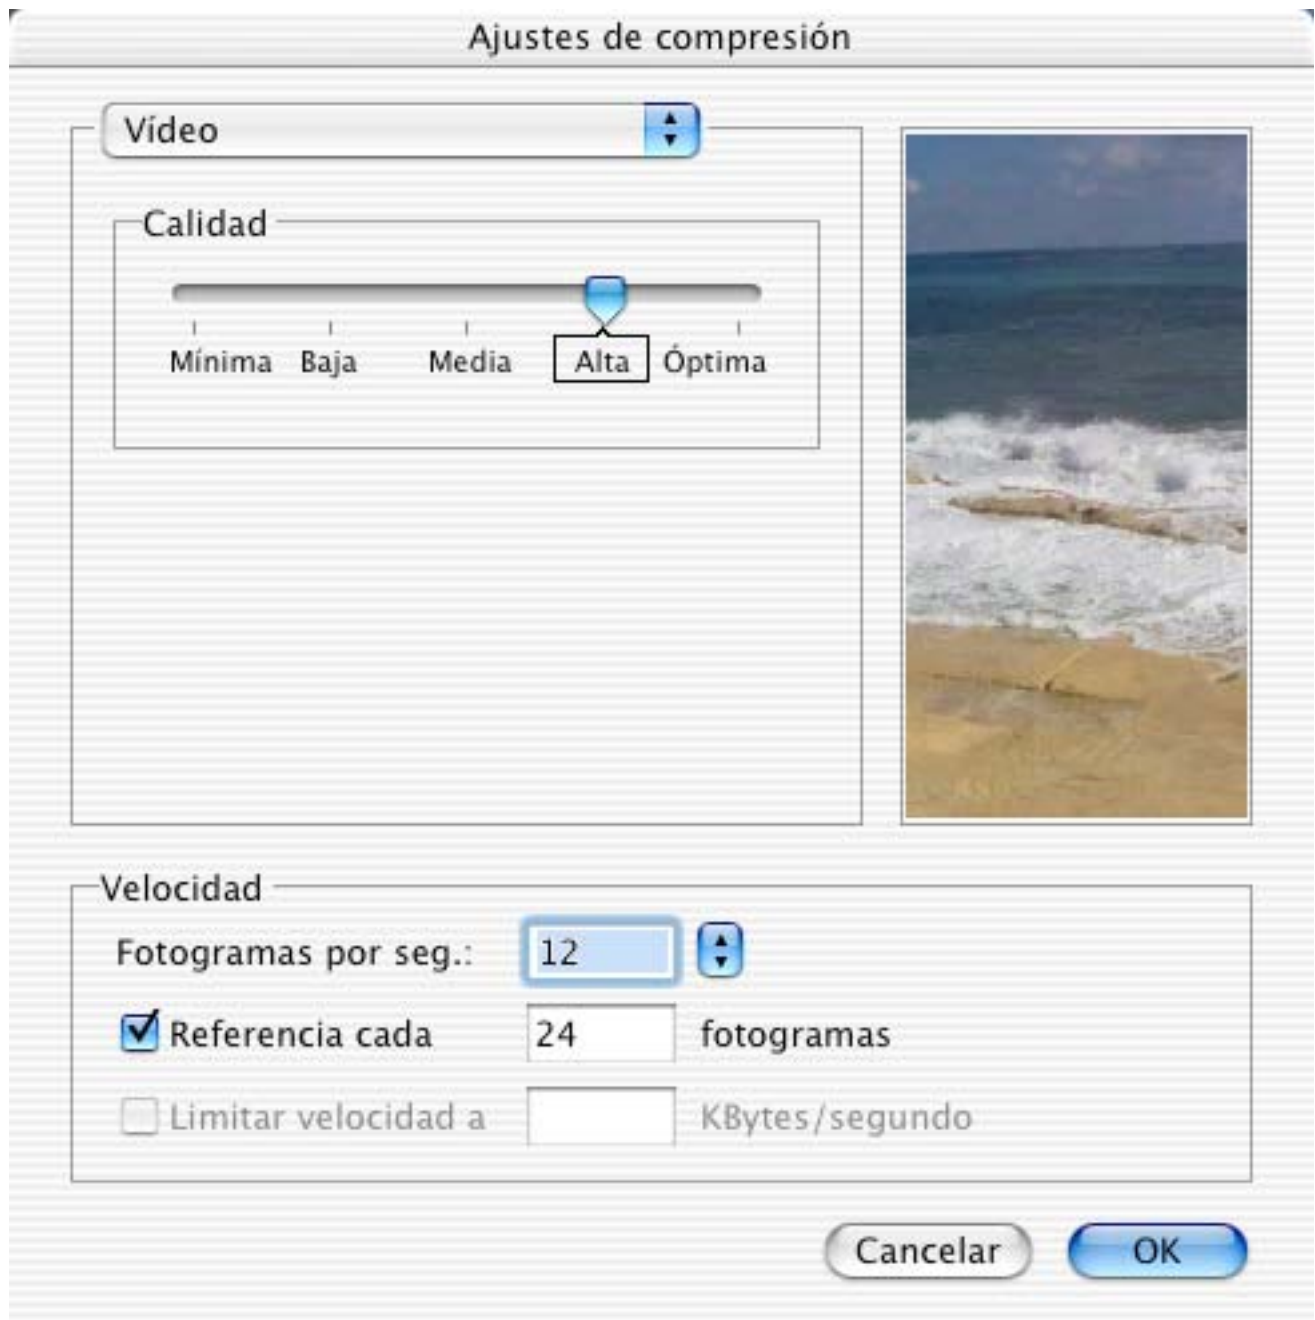 Ajustes de compresión
Vídeo
Calidad
Mínima Baja Media Alta Óptima
Velocidad
Fotogramas por seg.: 12
Referencia cada 24 fotogramas
Limitar velocidad a KBytes/segundo
Cancelar OK